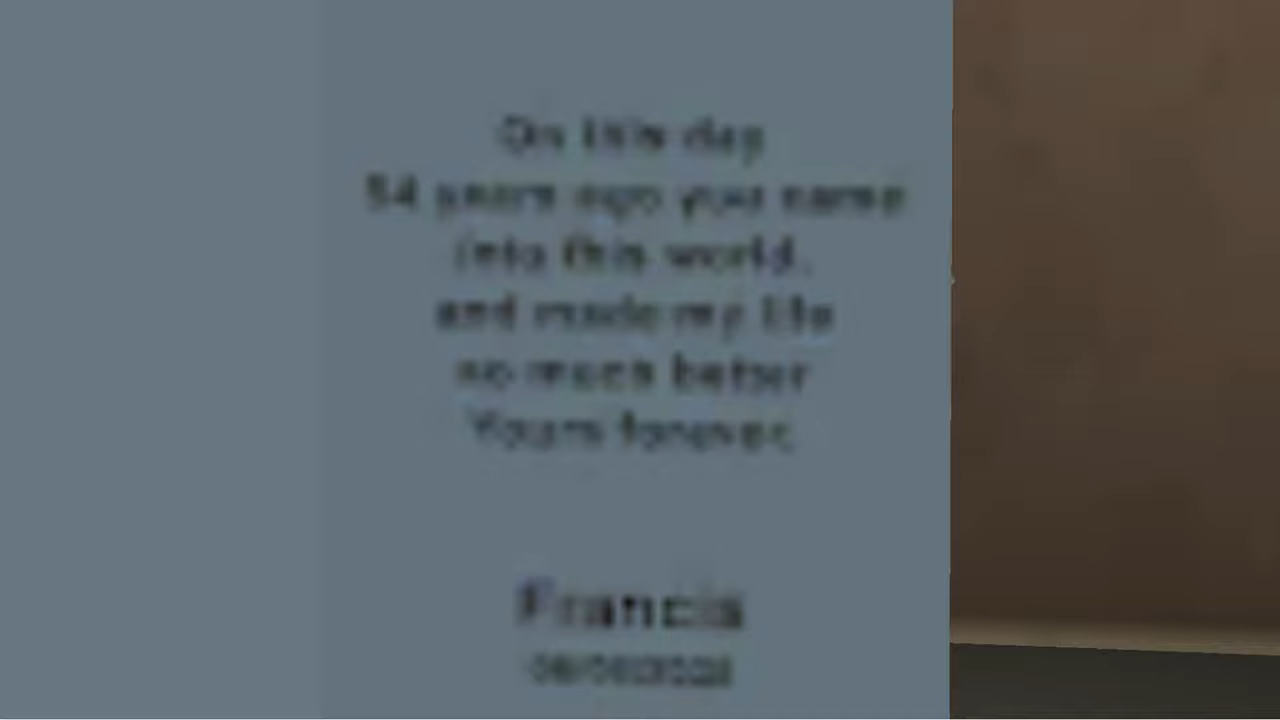 On this day
54 years ago you came
into this world,
and made my life
so much better
Yours forever,
Francis